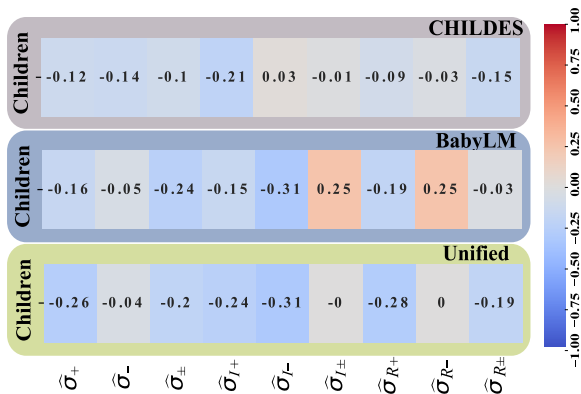 CHILDES
Children
-0.12 -0.14 -0.1 -0.21 0.03 -0.01 -0.09 -0.03 -0.15
BabyLM
Children
-0.16 -0.05 -0.24 -0.15 -0.31 0.25 -0.19 0.25 -0.03
Unified
Children
-0.26 -0.04 -0.2 -0.24 -0.31 -0 -0.28 0 -0.19
σ̂+ σ̂- σ̂± σ̂I+ σ̂I- σ̂I± σ̂R+ σ̂R- σ̂R±
1.00
0.75
0.50
0.25
0.00
−0.25
−0.50
−0.75
−1.00